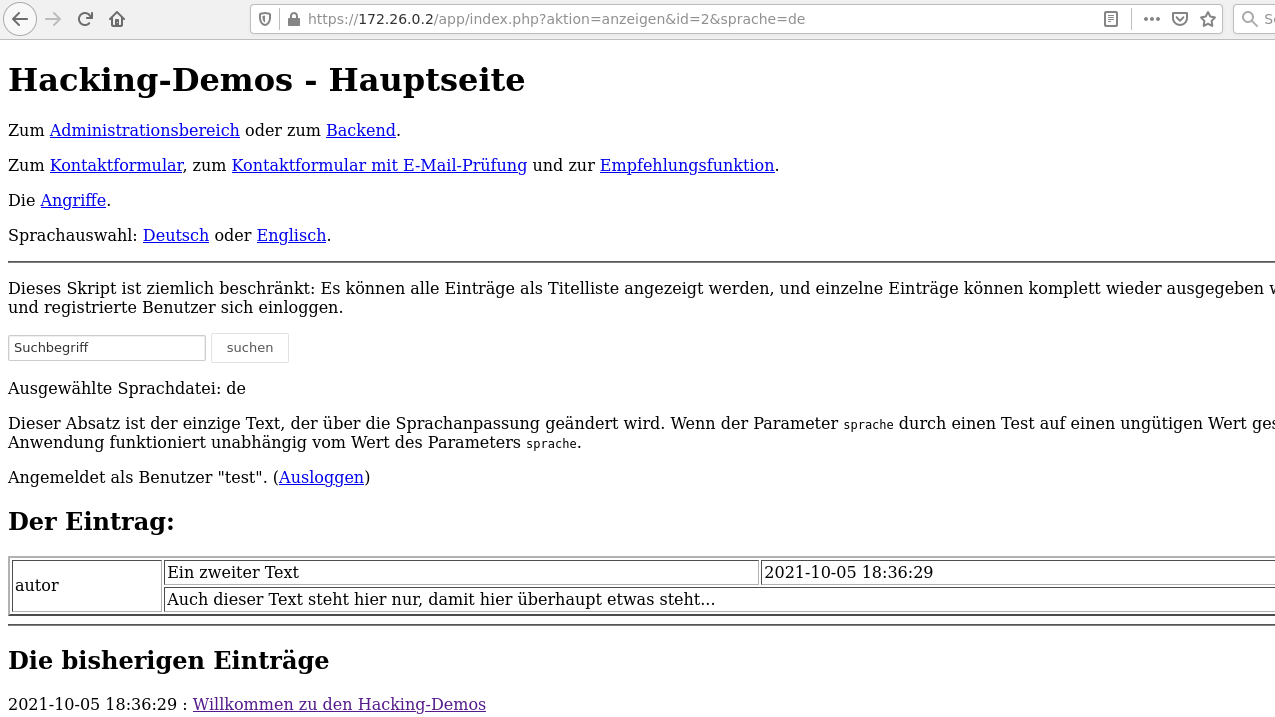 https://172.26.0.2/app/index.php?aktion=anzeigen&id=2&sprache=de
Hacking-Demos - Hauptseite
Zum Administrationsbereich oder zum Backend.
Zum Kontaktformular, zum Kontaktformular mit E-Mail-Prüfung und zur Empfehlungsfunktion.
Die Angriffe.
Sprachauswahl: Deutsch oder Englisch.
Dieses Skript ist ziemlich beschränkt: Es können alle Einträge als Titelliste angezeigt werden, und einzelne Einträge können komplett wieder ausgegeben
und registrierte Benutzer sich einloggen.
Suchbegriff suchen
Ausgewählte Sprachdatei: de
Dieser Absatz ist der einzige Text, der über die Sprachanpassung geändert wird. Wenn der Parameter sprache durch einen Test auf einen ungütigen Wert
Anwendung funktioniert unabhängig vom Wert des Parameters sprache.
Angemeldet als Benutzer "test". (Ausloggen)
Der Eintrag:
autor
Ein zweiter Text 2021-10-05 18:36:29
Auch dieser Text steht hier nur, damit hier überhaupt etwas steht...
Die bisherigen Einträge
2021-10-05 18:36:29 : Willkommen zu den Hacking-Demos